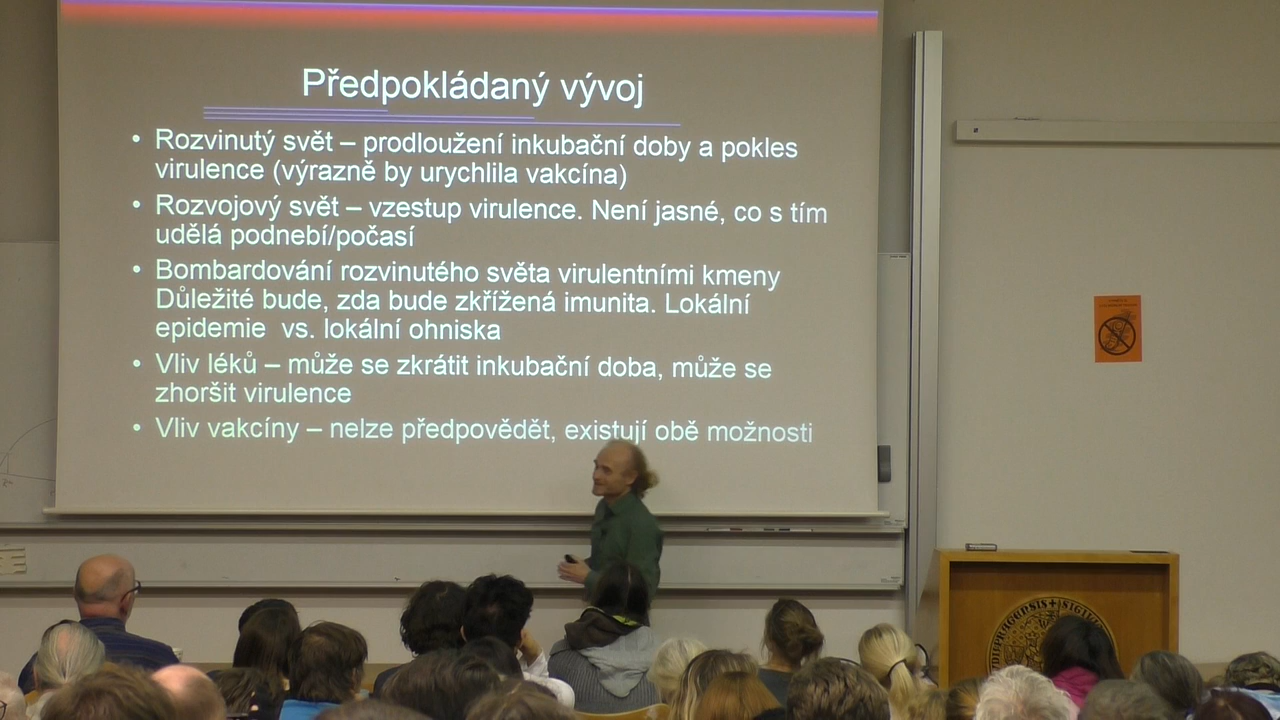 Předpokládaný vývoj
• Rozvinutý svět – prodloužení inkubační doby a pokles
virulence (výrazně by urychlila vakcína)
• Rozvojový svět – vzestup virulence. Není jasné, co s tím
udělá podnebí/počasí
• Bombardování rozvinutého světa virulentními kmeny
Důležité bude, zda bude zkřížená imunita. Lokální
epidemie vs. lokální ohniska
• Vliv léků – může se zkrátit inkubační doba, může se
zhoršit virulence
• Vliv vakcíny – nelze předpovědět, existují obě možnosti